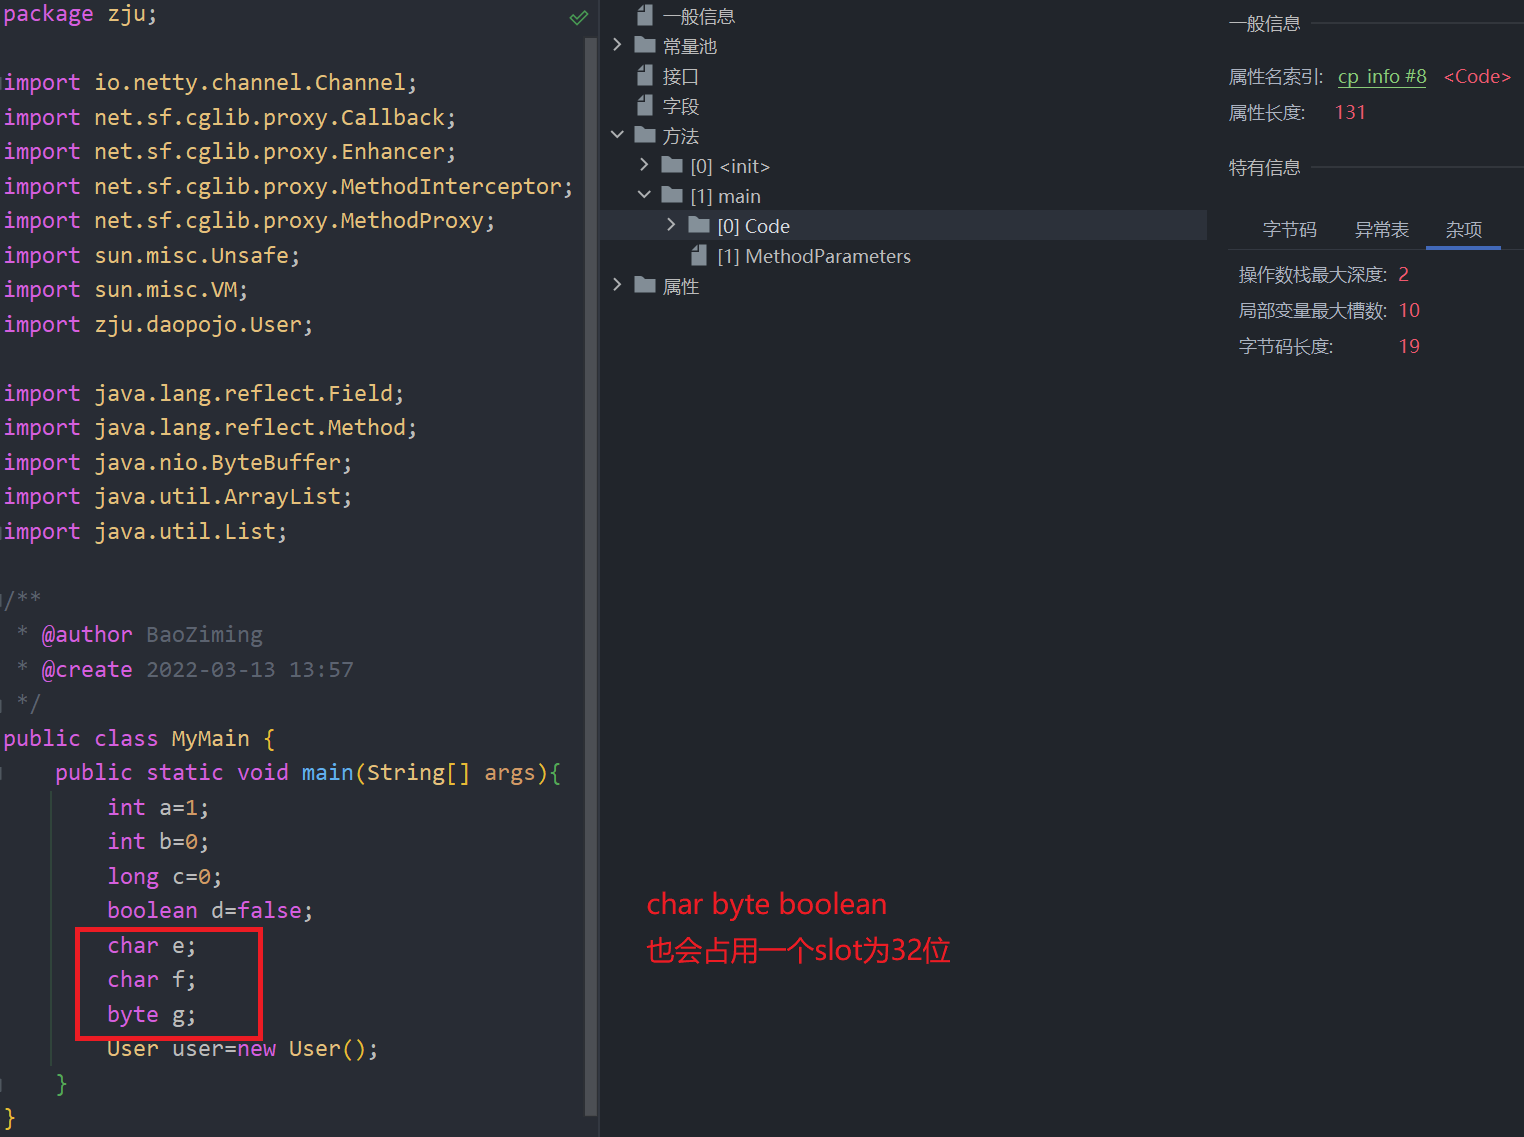 package zju;
import io.netty.channel.Channel;
import net.sf.cglib.proxy.Callback;
import net.sf.cglib.proxy.Enhancer;
import net.sf.cglib.proxy.MethodInterceptor;
import net.sf.cglib.proxy.MethodProxy;
import sun.misc.Unsafe;
import sun.misc.VM;
import zju.daopojo.User;
import java.lang.reflect.Field;
import java.lang.reflect.Method;
import java.nio.ByteBuffer;
import java.util.ArrayList;
import java.util.List;
/**
* @author BaoZiming
* @create 2022-03-13 13:57
*/
public class MyMain {
public static void main(String[] args){
int a=1;
int b=0;
long c=0;
boolean d=false;
char e;
char f;
byte g;
User user=new User();
}
}
一般信息
常量池
接口
字段
方法
[0] <init>
[1] main
[0] Code
[1] MethodParameters
属性
char byte boolean
也会占用一个slot为32位
一般信息
属性名索引: cp_info #8 <Code>
属性长度: 131
特有信息
字节码 异常表 杂项
操作数栈最大深度: 2
局部变量最大槽数: 10
字节码长度: 19